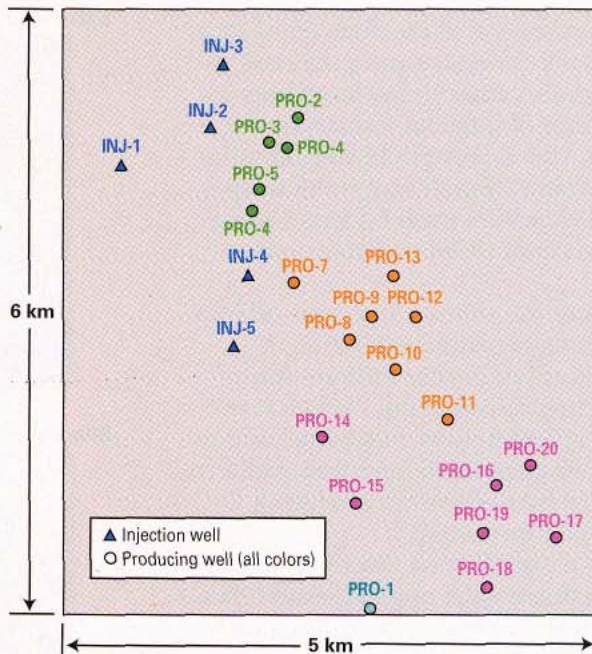 INJ-3
PRO-2
INJ-2
PRO-3
INJ-1
PRO-4
PRO-5
PRO-4
INJ-4
PRO-7
PRO-13
6 km
PRO-9
PRO-12
INJ-5
PRO-8
PRO-10
PRO-11
PRO-14
PRO-20
PRO-16
PRO-15
PRO-19
PRO-17
Injection well
Producing well (all colors)
PRO-18
PRO-1
5 km